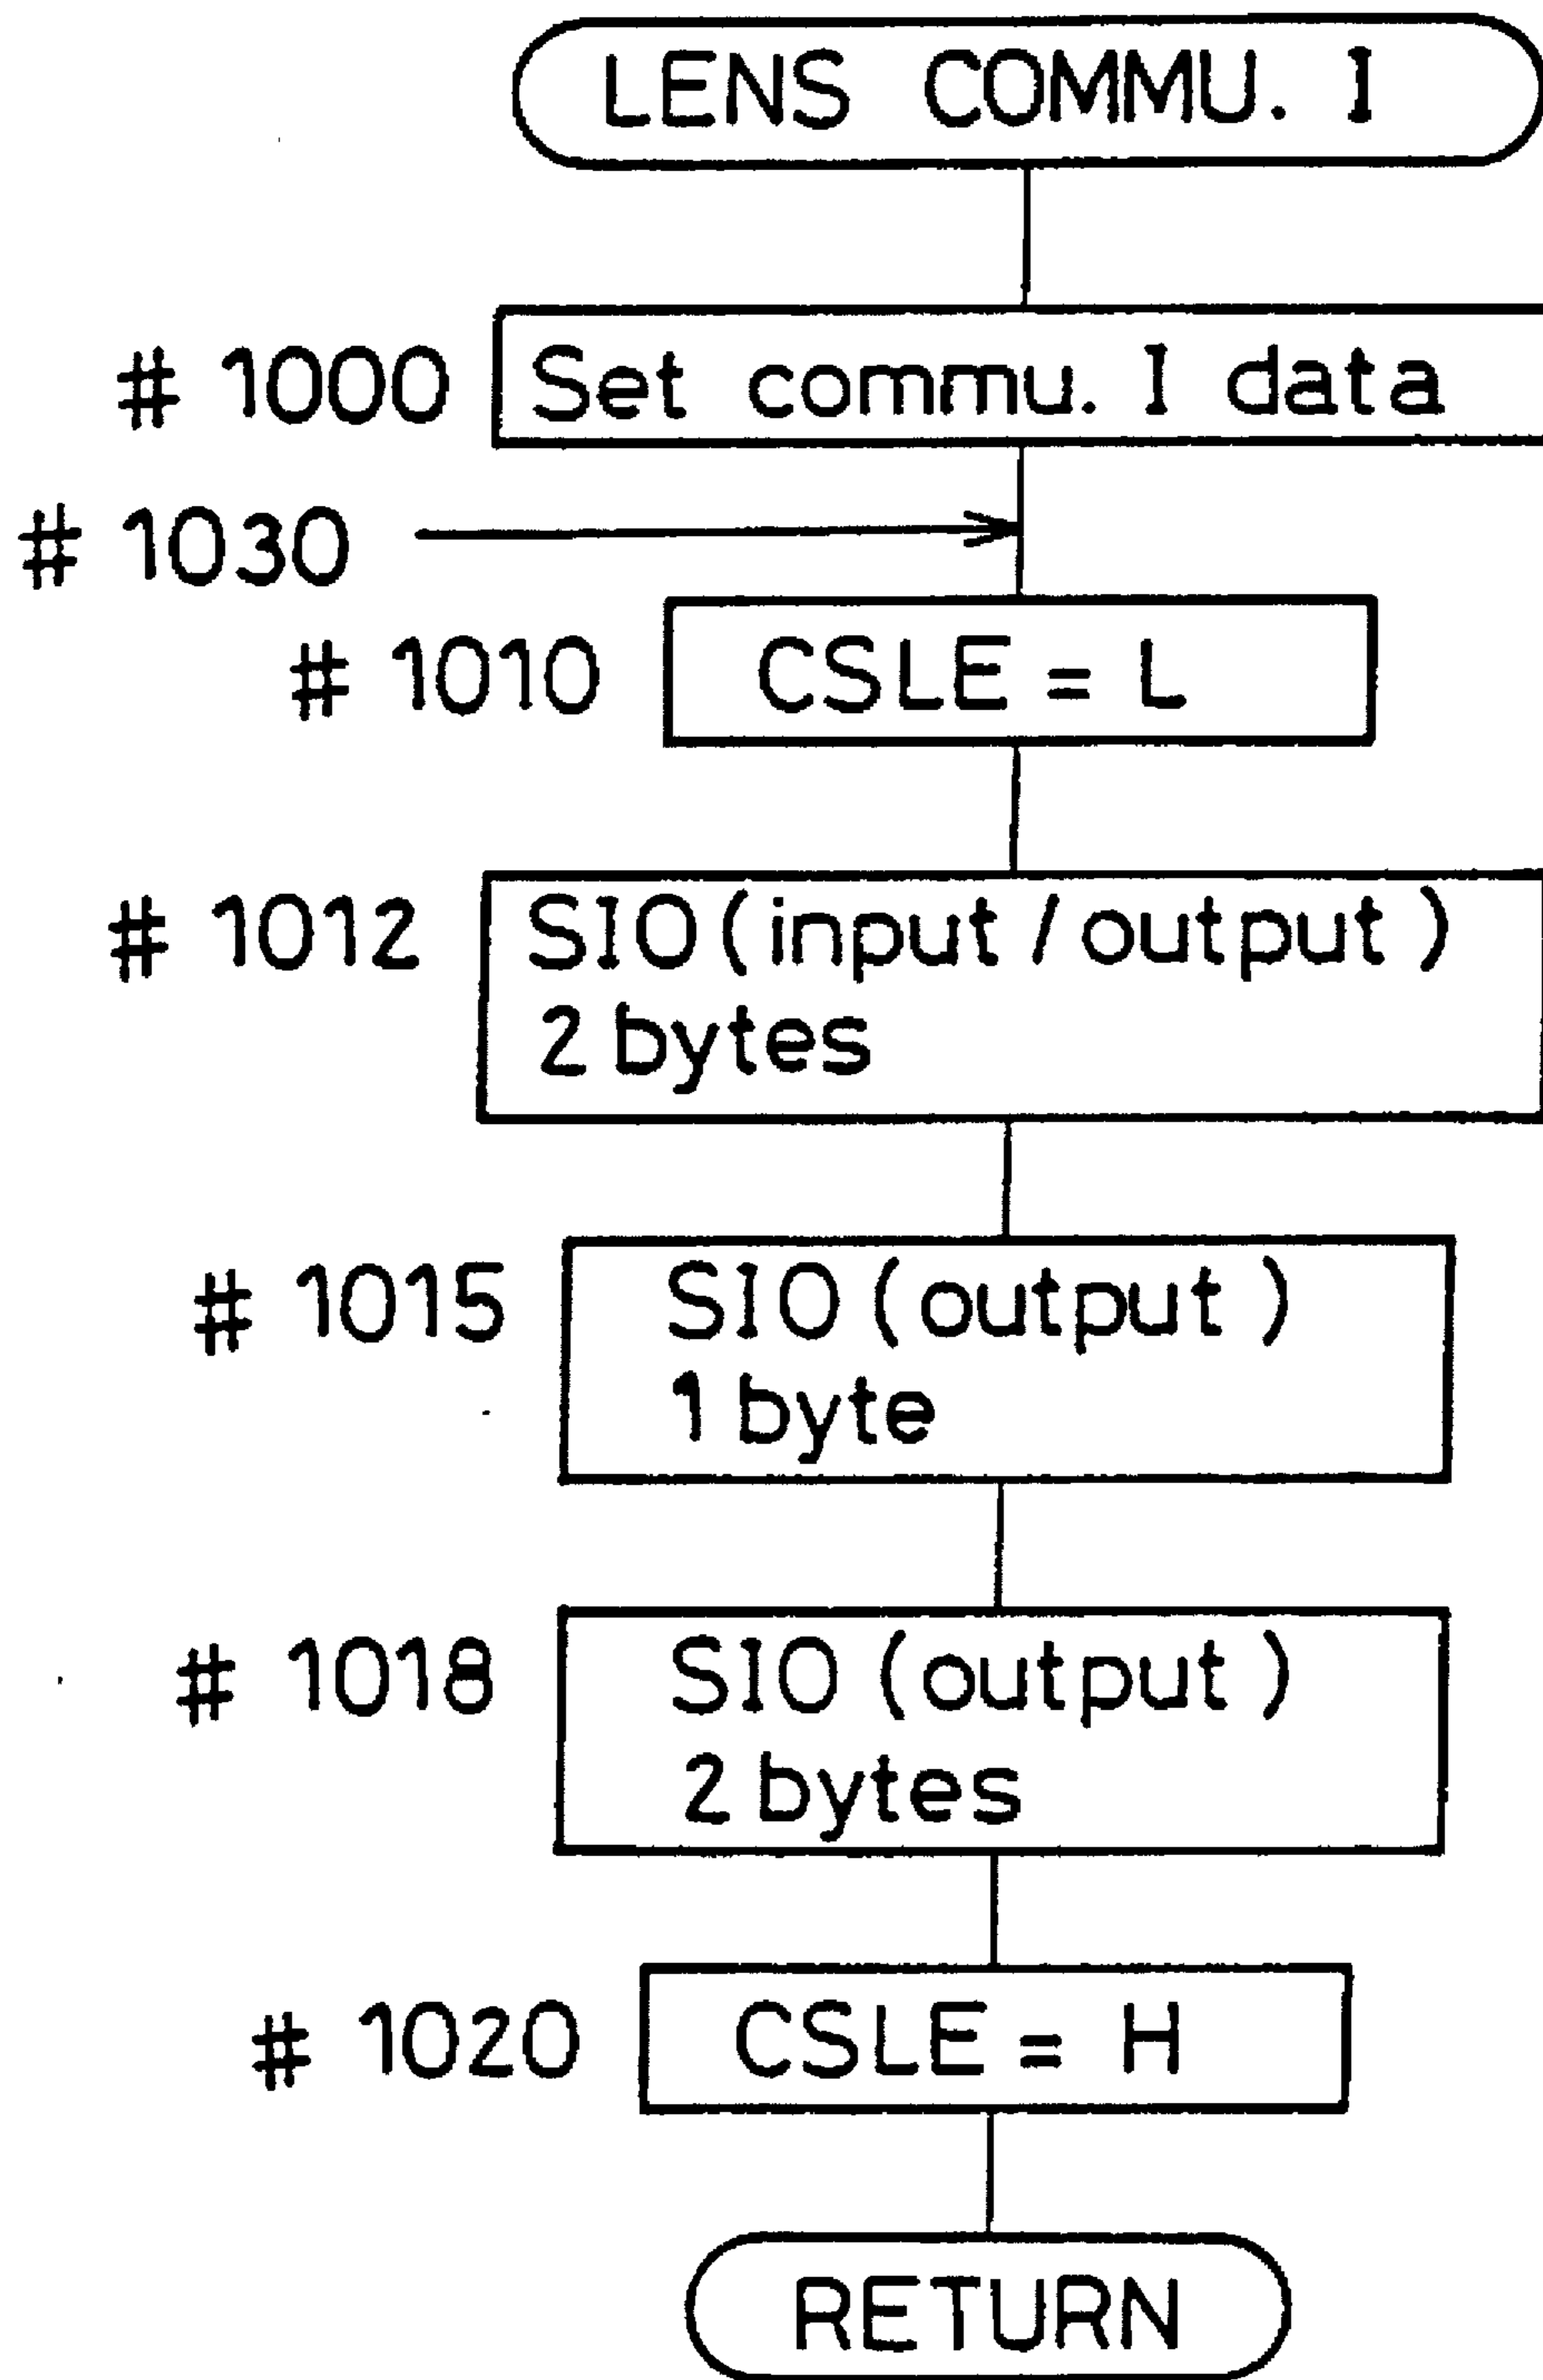 LENS COMMU. I
# 1000 Set commu. I data
# 1030
# 1010 CSLE = L
# 1012 SIO (input / output)
2 bytes
# 1015 SIO (output)
1 byte
# 1018 SIO (output)
2 bytes
# 1020 CSLE = H
RETURN